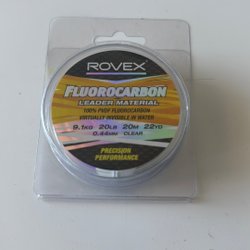 ROVEX
FLUOROCARBON
LEADER MATERIAL
100% PVDF FLUOROCARBON
VIRTUALLY INVISIBLE IN WATER
9.1KG 20LB 20M 22YD
0.44MM CLEAR
PRECISION
PERFORMANCE